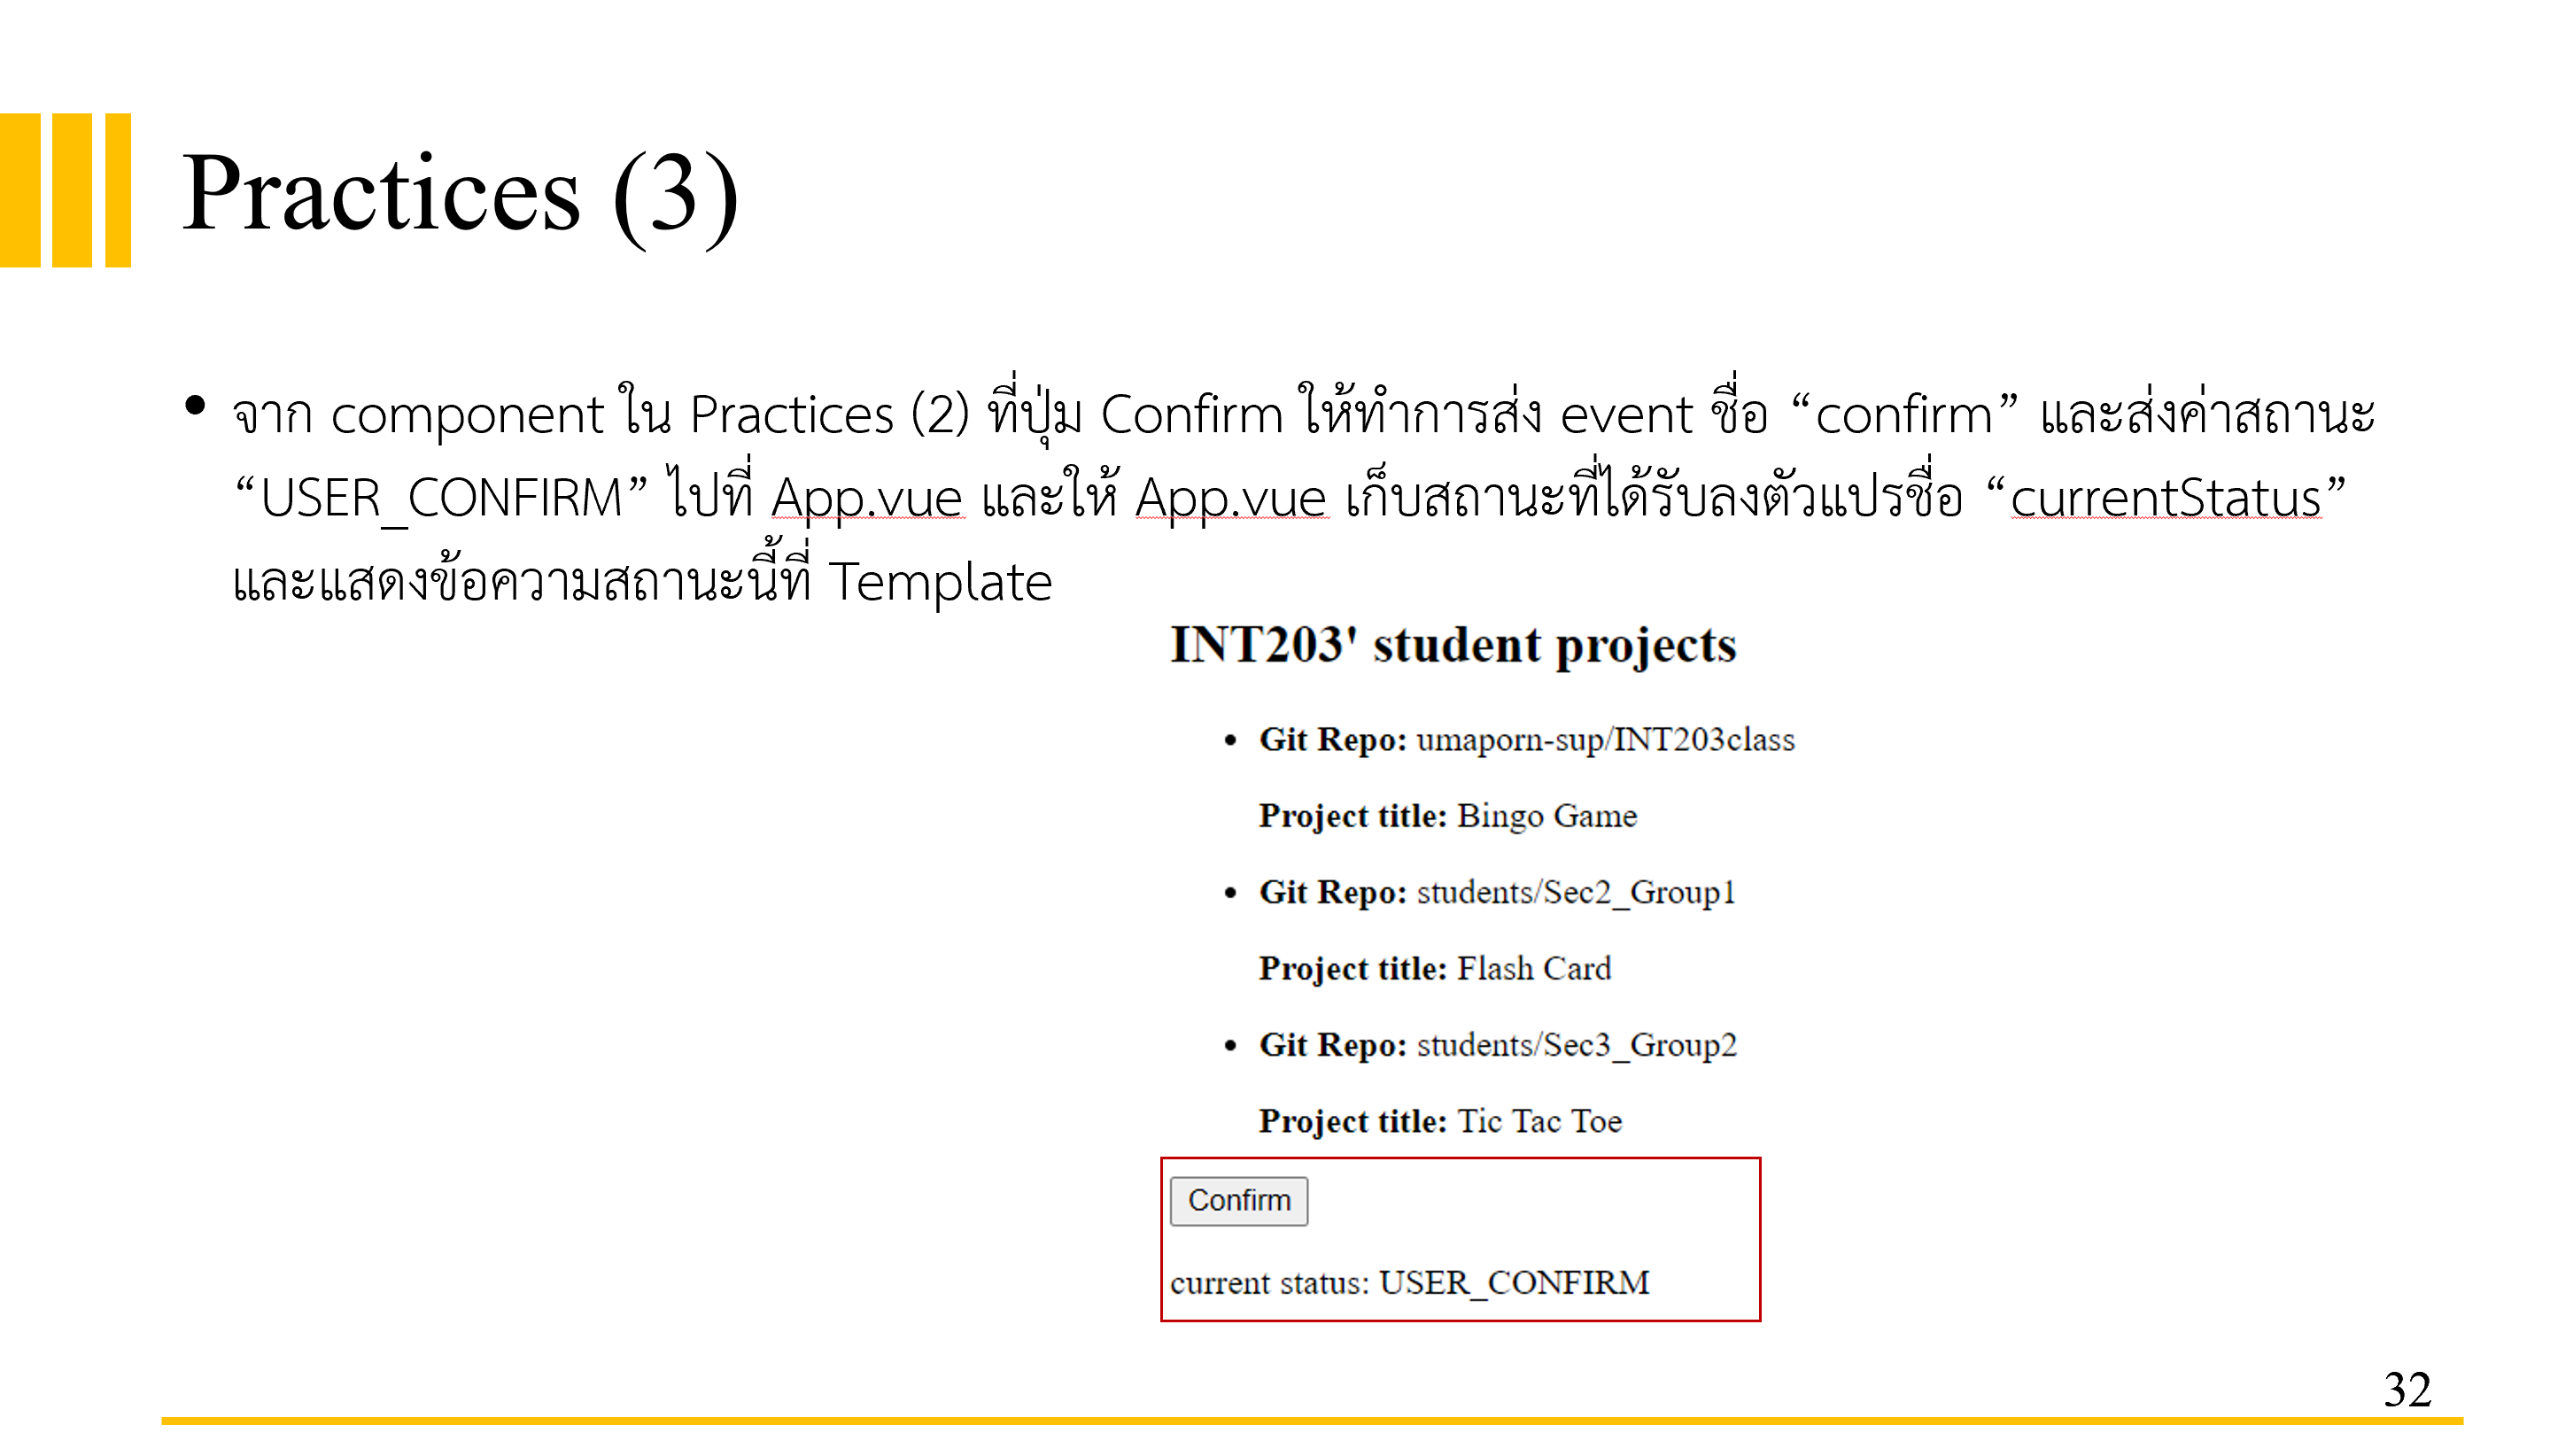 Practices (3)
• จาก component ใน Practices (2) ที่ปุ่ม Confirm ให้ทำการส่ง event ชื่อ “confirm” และส่งค่าสถานะ
“USER_CONFIRM” ไปที่ App.vue และให้ App.vue เก็บสถานะที่ได้รับลงตัวแปรชื่อ “currentStatus”
และแสดงข้อความสถานะนี้ที่ Template
INT203' student projects
• Git Repo: umaporn-sup/INT203class
Project title: Bingo Game
• Git Repo: students/Sec2_Group1
Project title: Flash Card
• Git Repo: students/Sec3_Group2
Project title: Tic Tac Toe
Confirm
current status: USER_CONFIRM
32